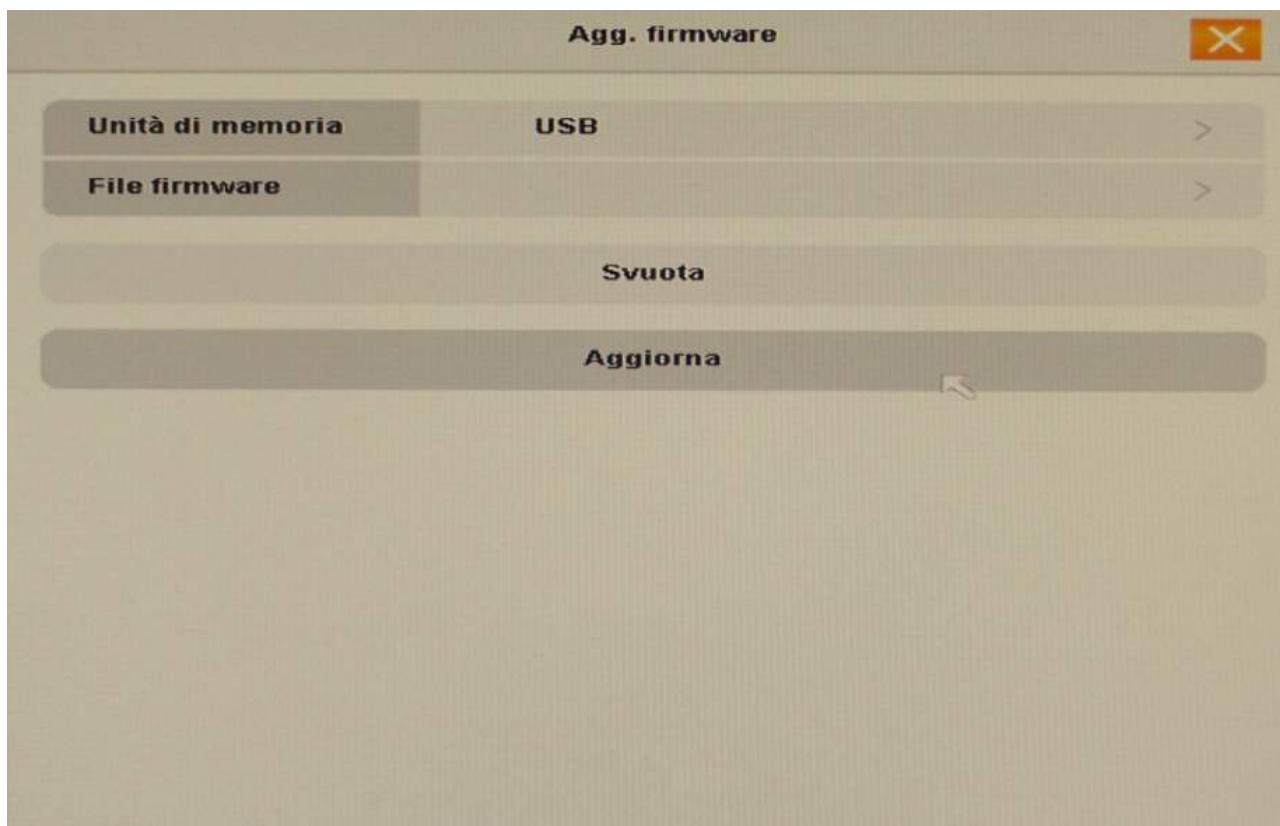 Agg. firmware
Unità di memoria USB
File firmware
Svuota
Aggiorna